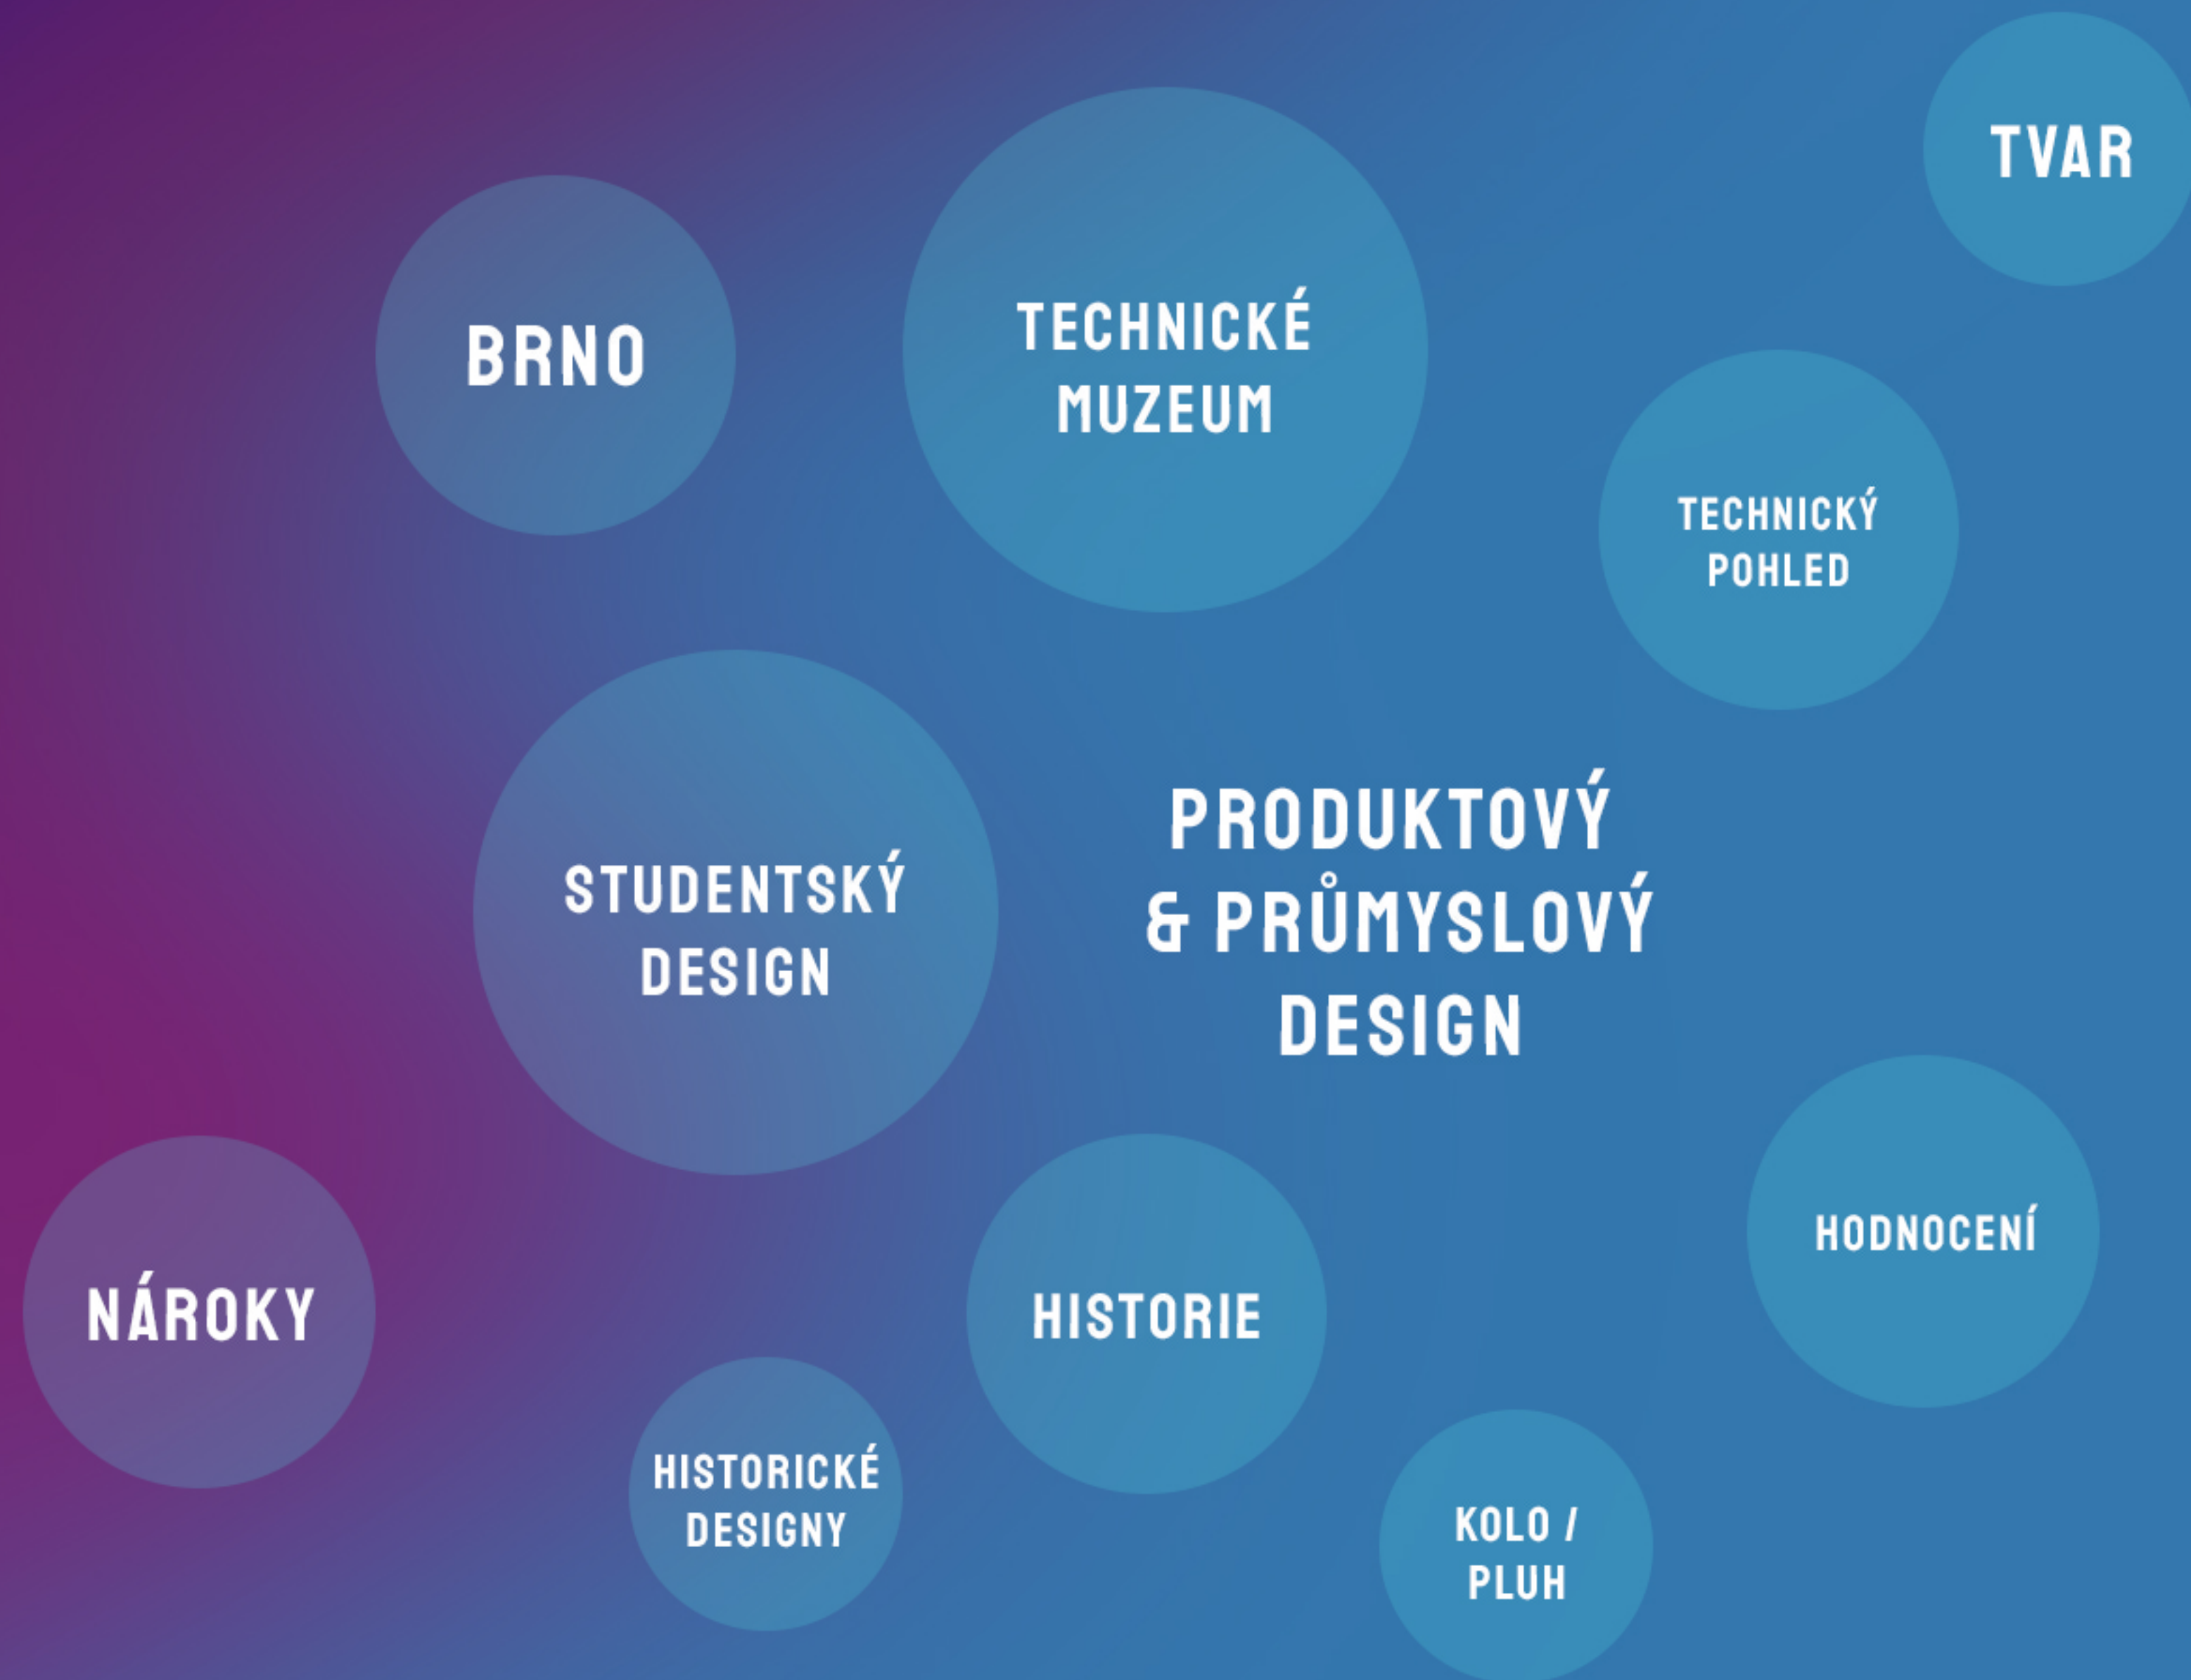 TVAR
BRNO
TECHNICKÉ
MUZEUM
TECHNICKÝ
POHLED
STUDENTSKÝ
DESIGN
PRODUKTOVÝ
& PRŮMYSLOVÝ
DESIGN
NÁROKY
HISTORIE
HODNOCENÍ
HISTORICKÉ
DESIGNY
KOLO /
PLUH